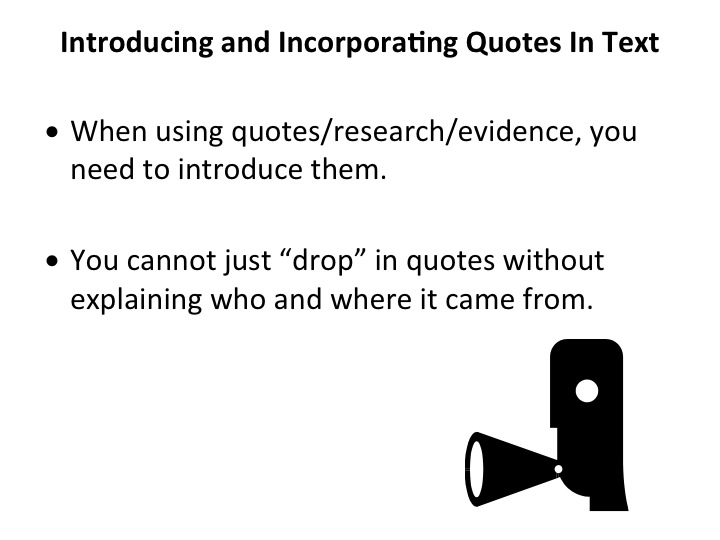 Introducing and Incorporating Quotes In Text
• When using quotes/research/evidence, you
need to introduce them.
• You cannot just “drop” in quotes without
explaining who and where it came from.